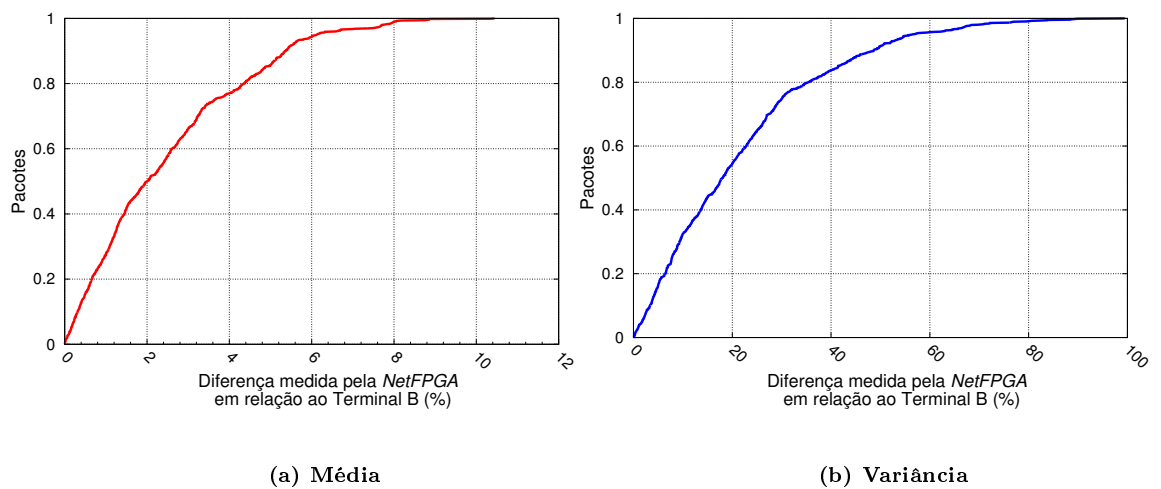 1
0.8
0.6
0.4
0.2
0
Pacotes
0 2 4 6 8 10 12
Diferença medida pela NetFPGA
em relação ao Terminal B (%)
(a) Média
1
0.8
0.6
0.4
0.2
0
Pacotes
0 20 40 60 80 100
Diferença medida pela NetFPGA
em relação ao Terminal B (%)
(b) Variância